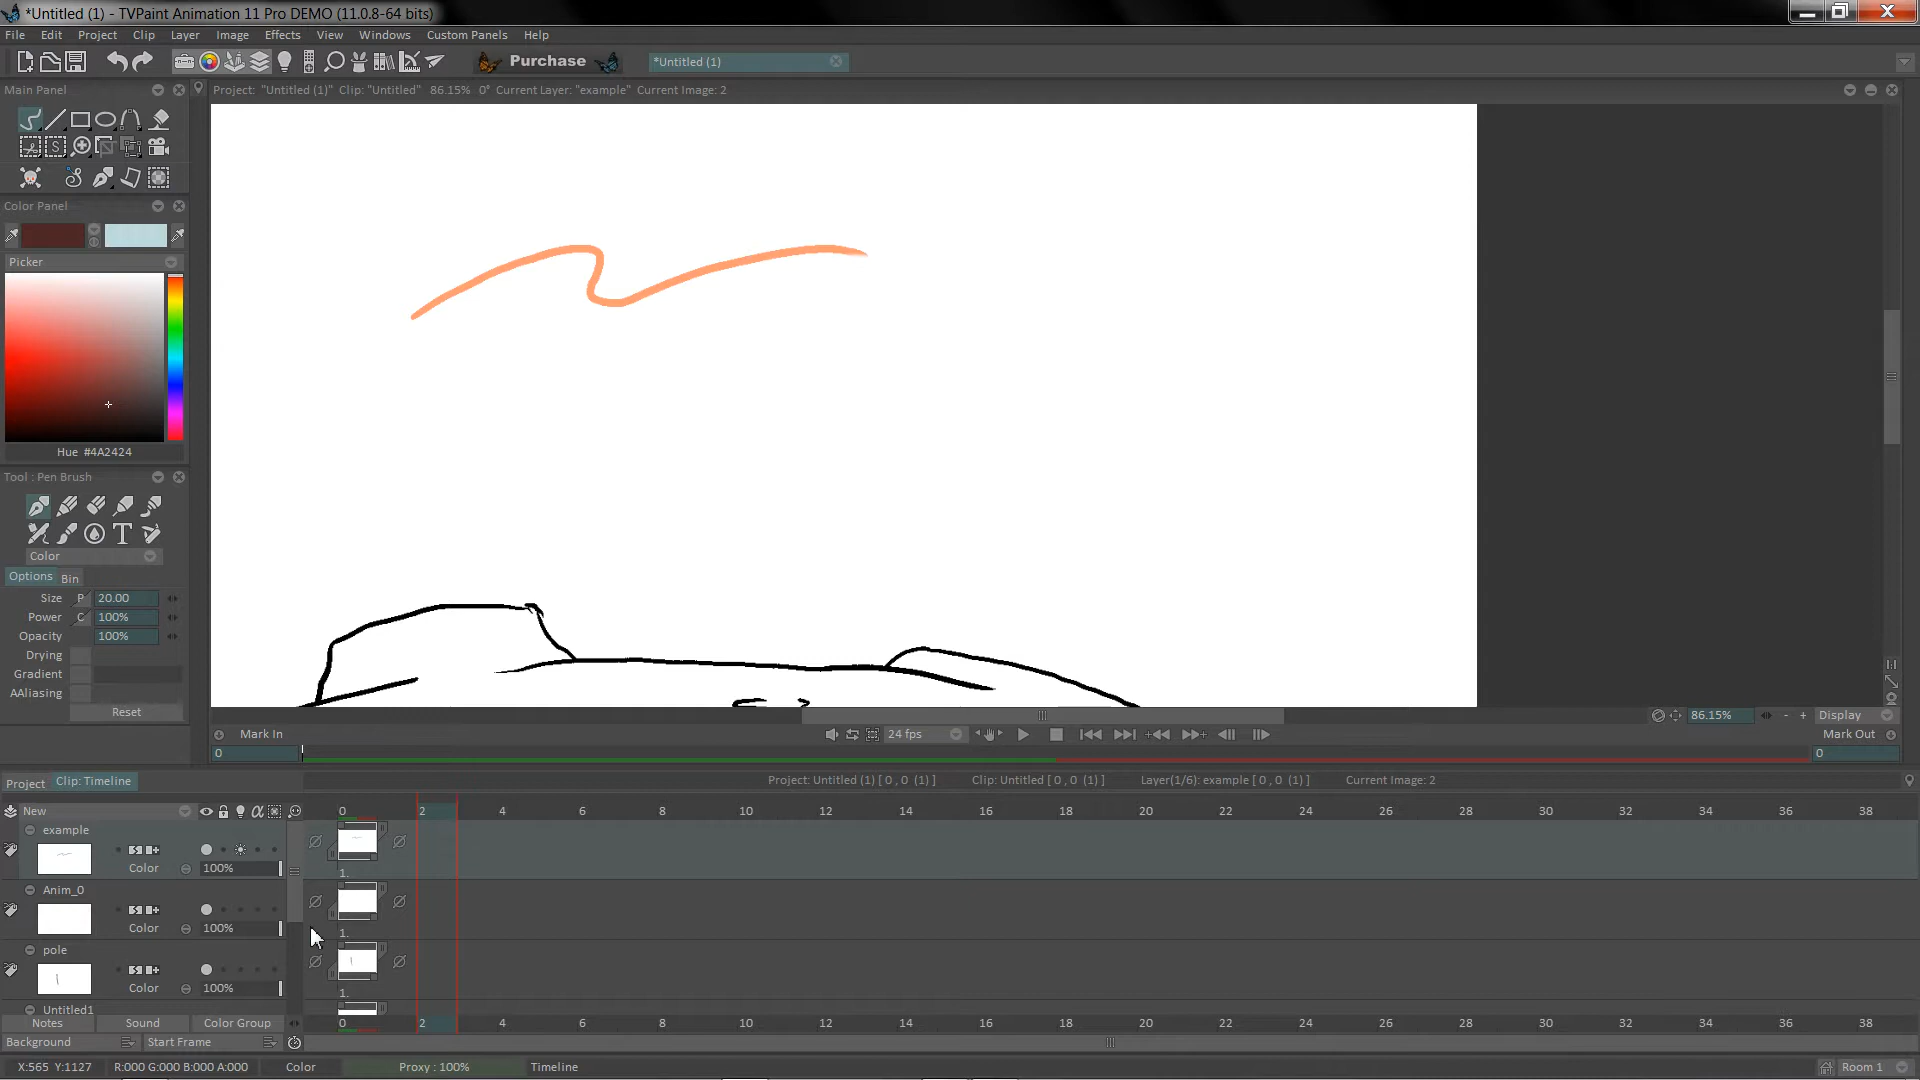 *Untitled (1) - TVPaint Animation 11 Pro DEMO (11.0.8-64 bits)
File Edit Project Clip Layer Image Effects View Windows Custom Panels Help
Purchase *Untitled (1)
Main Panel
Project: "Untitled (1)" Clip: "Untitled" 86.15% 0° Current Layer: "example" Current Image: 2
S
Color Panel
Picker
Hue #4A2424
Tool : Pen Brush
T
Color
Options Bin
Size P 20.00
Power C 100%
Opacity 100%
Drying
Gradient
AAliasing
Reset
1:1
86.15% - + Display
Mark In 24 fps Mark Out
0 0
Project Clip: Timeline Project: Untitled (1) [ 0 , 0 (1) ] Clip: Untitled [ 0 , 0 (1) ] Layer(1/6): example [ 0 , 0 (1) ] Current Image: 2
New α 0 2 4 6 8 10 12 14 16 18 20 22 24 26 28 30 32 34 36 38
example
Color 100% 1.
Anim_0
Color 100% 1.
pole
Color 100% 1.
Untitled1
Notes Sound Color Group 0 2 4 6 8 10 12 14 16 18 20 22 24 26 28 30 32 34 36 38
Background Start Frame
X:565 Y:1127 R:000 G:000 B:000 A:000 Color Proxy : 100% Timeline Room 1